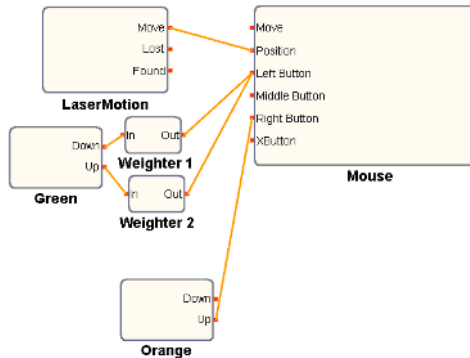 Move
Lost
Found
LaserMotion
Move
Position
Left Button
Middle Button
Right Button
XButton
Mouse
Down
Up
Green
In
Out
Weighter 1
In
Out
Weighter 2
Down
Up
Orange